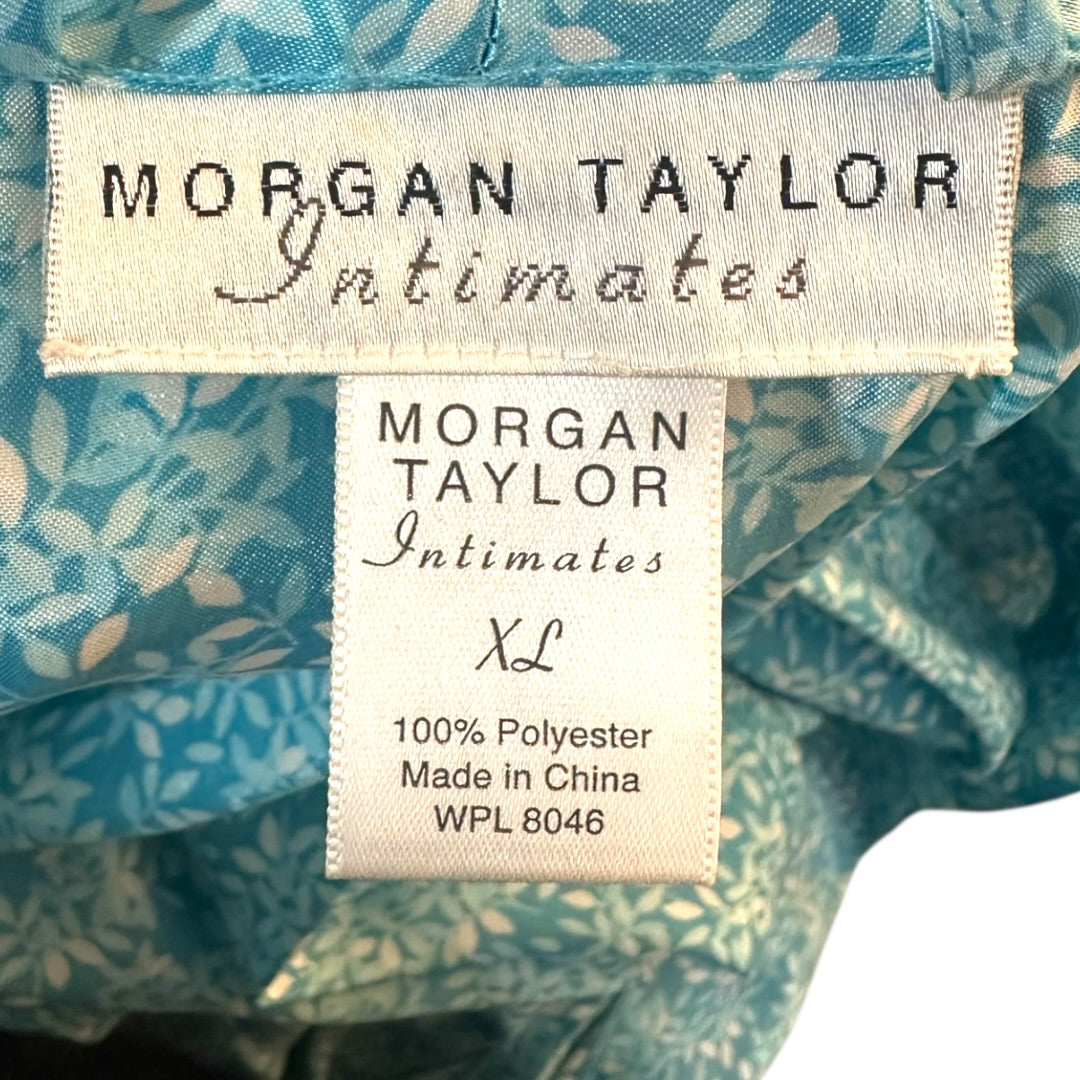 MORGAN TAYLOR
Intimates
MORGAN
TAYLOR
Intimates
XL
100% Polyester
Made in China
WPL 8046